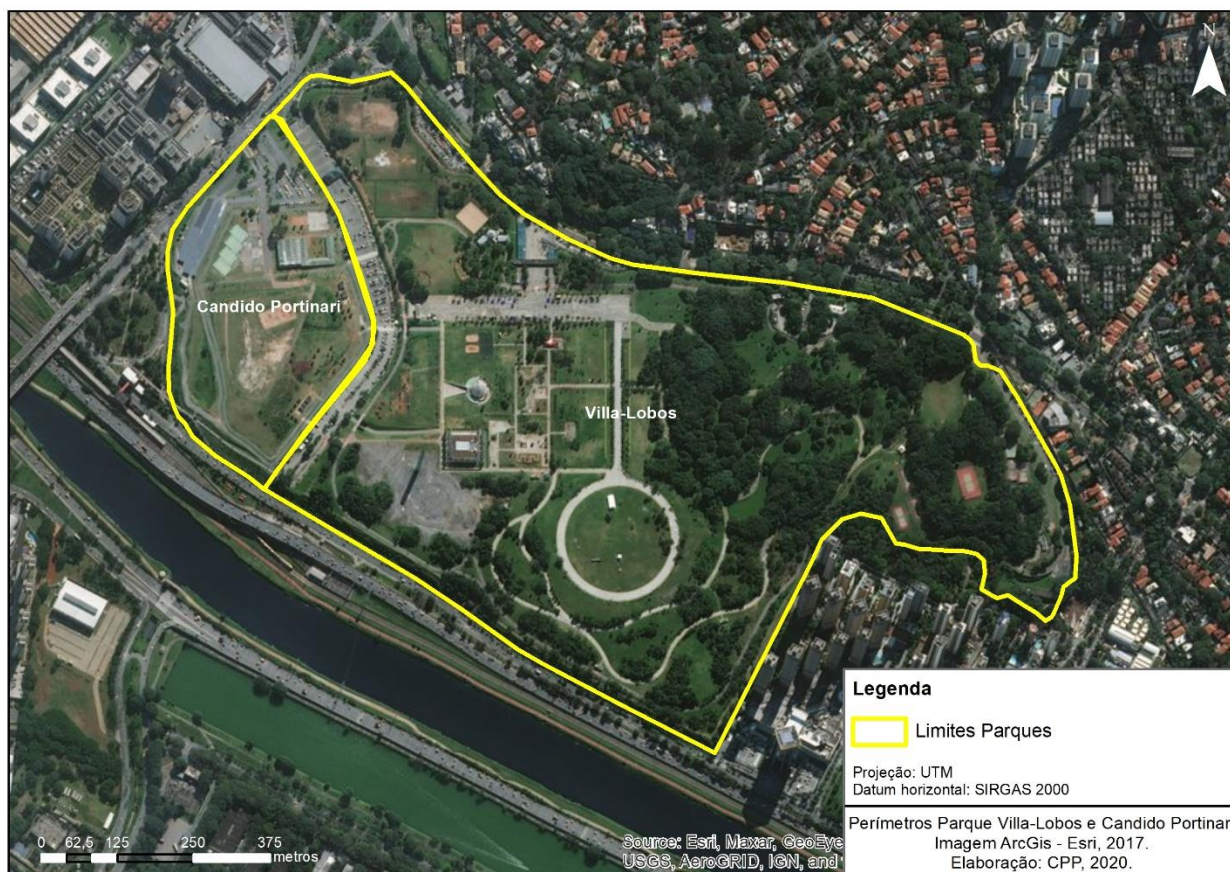 N
Candido Portinari
Villa-Lobos
Legenda
Limites Parques
Projeção: UTM
Datum horizontal: SIRGAS 2000
Perímetros Parque Villa-Lobos e Candido Portinar
Imagem ArcGis - Esri, 2017.
Elaboração: CPP, 2020.
0 62,5 125 250 375
metros
Source: Esri, Maxar, GeoEye
USGS, AeroGRID, IGN, and